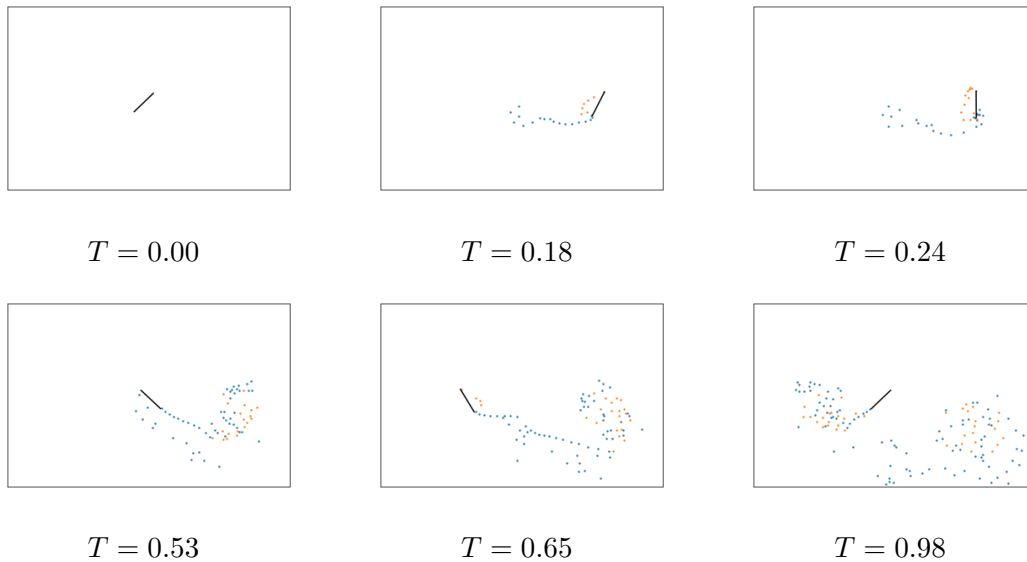 T = 0.00
T = 0.18
T = 0.24
T = 0.53
T = 0.65
T = 0.98